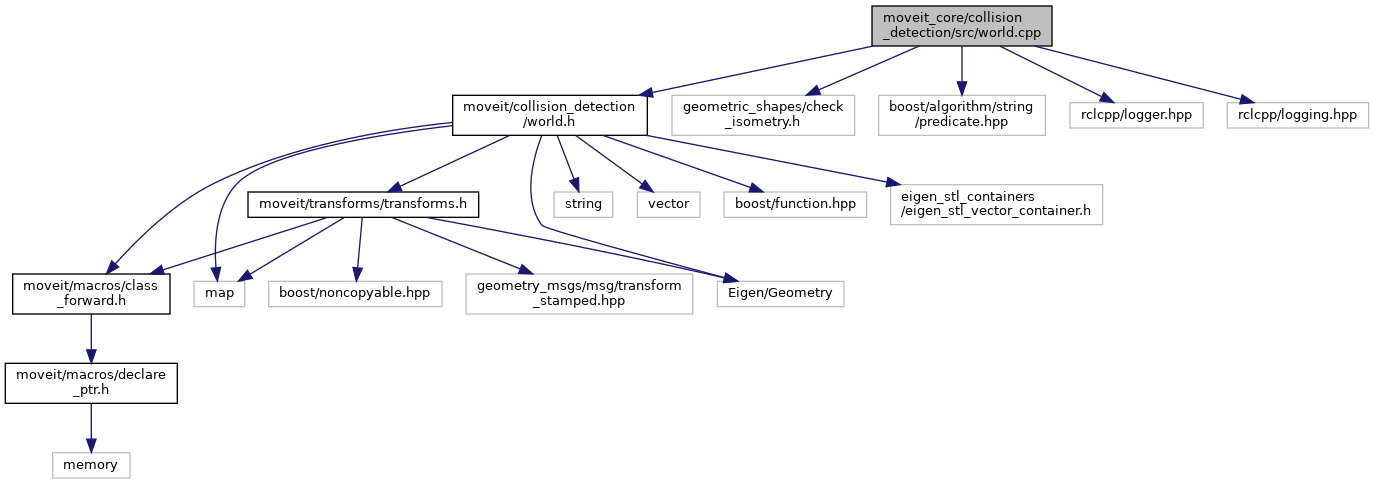 moveit_core/collision
_detection/src/world.cpp
moveit/collision_detection
/world.h
geometric_shapes/check
_isometry.h
boost/algorithm/string
/predicate.hpp
rclcpp/logger.hpp
rclcpp/logging.hpp
moveit/transforms/transforms.h
string
vector
boost/function.hpp
eigen_stl_containers
/eigen_stl_vector_container.h
moveit/macros/class
_forward.h
map
boost/noncopyable.hpp
geometry_msgs/msg/transform
_stamped.hpp
Eigen/Geometry
moveit/macros/declare
_ptr.h
memory